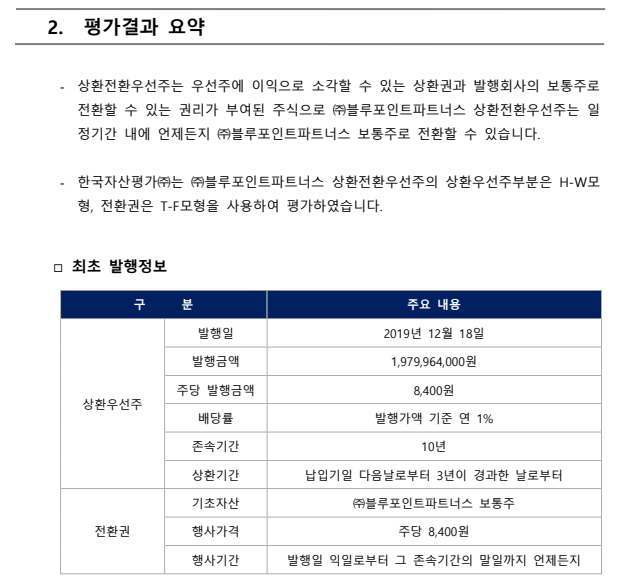 2. 평가결과 요약
- 상환전환우선주는 우선주에 이익으로 소각할 수 있는 상환권과 발행회사의 보통주로
전환할 수 있는 권리가 부여된 주식으로 ㈜블루포인트파트너스 상환전환우선주는 일
정기간 내에 언제든지 ㈜블루포인트파트너스 보통주로 전환할 수 있습니다.
- 한국자산평가㈜는 ㈜블루포인트파트너스 상환전환우선주의 상환우선주부분은 H-W모
형, 전환권은 T-F모형을 사용하여 평가하였습니다.
□ 최초 발행정보
구 분 주요 내용
상환우선주
발행일 2019년 12월 18일
발행금액 1,979,964,000원
주당 발행금액 8,400원
배당률 발행가액 기준 연 1%
존속기간 10년
상환기간 납입기일 다음날로부터 3년이 경과한 날로부터
전환권
기초자산 ㈜블루포인트파트너스 보통주
행사가격 주당 8,400원
행사기간 발행일 익일로부터 그 존속기간의 말일까지 언제든지